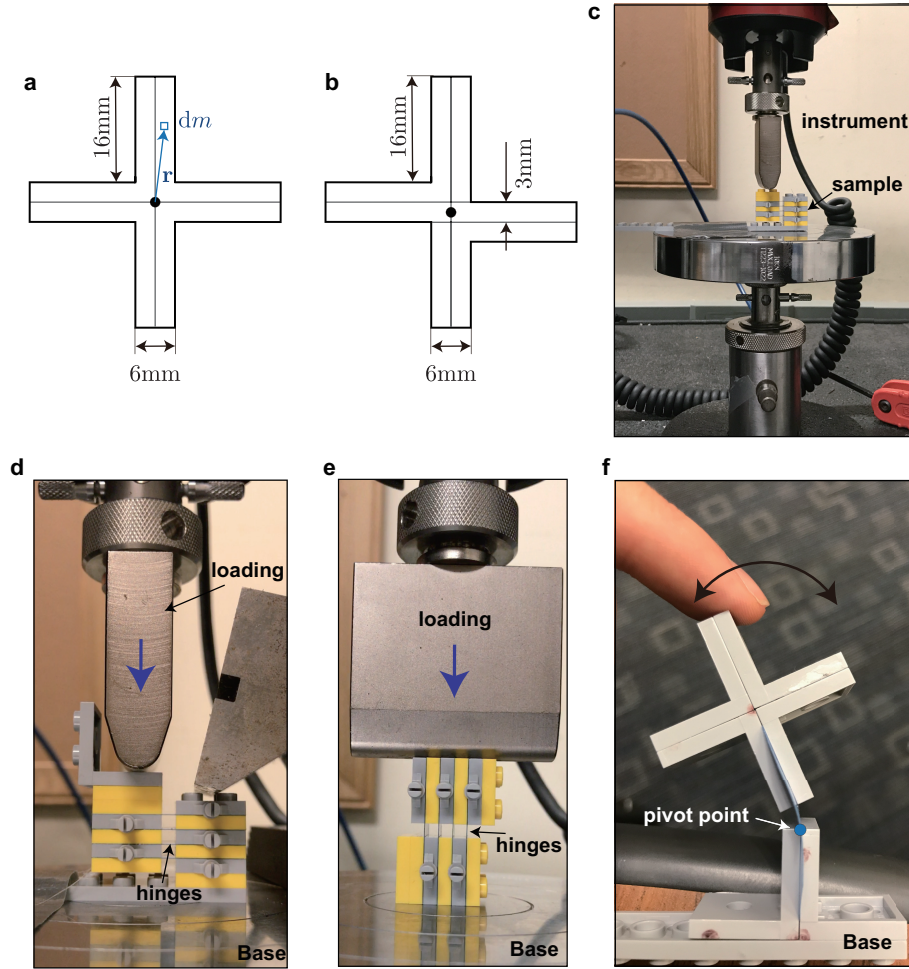 a
b
c
16mm
dm
r
6mm
16mm
3mm
6mm
instrument
sample
d
e
f
loading
hinges
Base
loading
hinges
Base
pivot point
Base